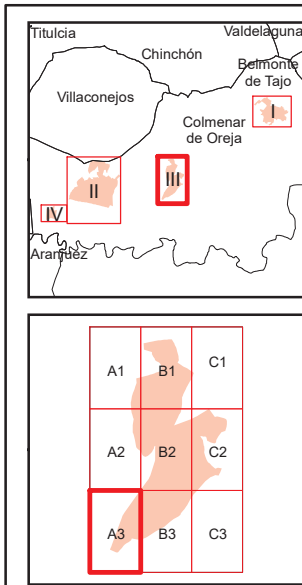 Titulcia
Valdelaguna
Chinchón
Belmonte
de Tajo
Villaconejos
I
Colmenar
de Oreja
II
III
IV
Aranjuez
A1
B1
C1
A2
B2
C2
A3
B3
C3